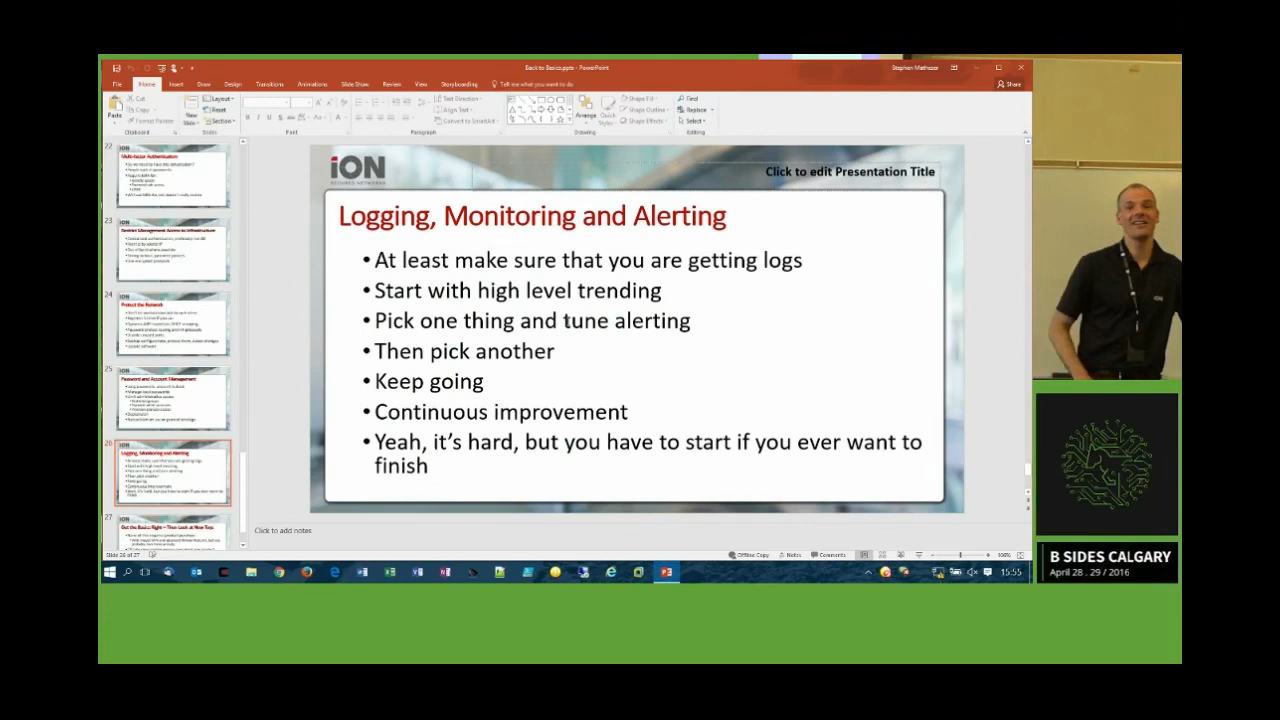 Back to Basics.pptx - PowerPoint
Stephen Mathezer
File Home Insert Draw Design Transitions Animations Slide Show Review View Storyboarding Tell me what you want to do Share
Cut
Copy
Format Painter
Paste
Clipboard
New
Slide
Layout
Reset
Section
Slides
Font
Text Direction
Align Text
Convert to SmartArt
Paragraph
Arrange
Quick
Styles
Shape Fill
Shape Outline
Shape Effects
Drawing
Find
Replace
Select
Editing
22
Multi-factor Authentication
23
Restrict Management Access to Infrastructure
24
Protect the Network
25
Password and Account Management
26
Logging, Monitoring and Alerting
27
Get the Basics Right – Then Look at New Toys
iON
Click to edit Presentation Title
Logging, Monitoring and Alerting
•At least make sure that you are getting logs
•Start with high level trending
•Pick one thing and tune alerting
•Then pick another
•Keep going
•Continuous improvement
•Yeah, it's hard, but you have to start if you ever want to
finish
Click to add notes
Slide 26 of 27
Offline Copy Notes Comments 100%
15:55
B SIDES CALGARY
April 28 . 29 / 2016